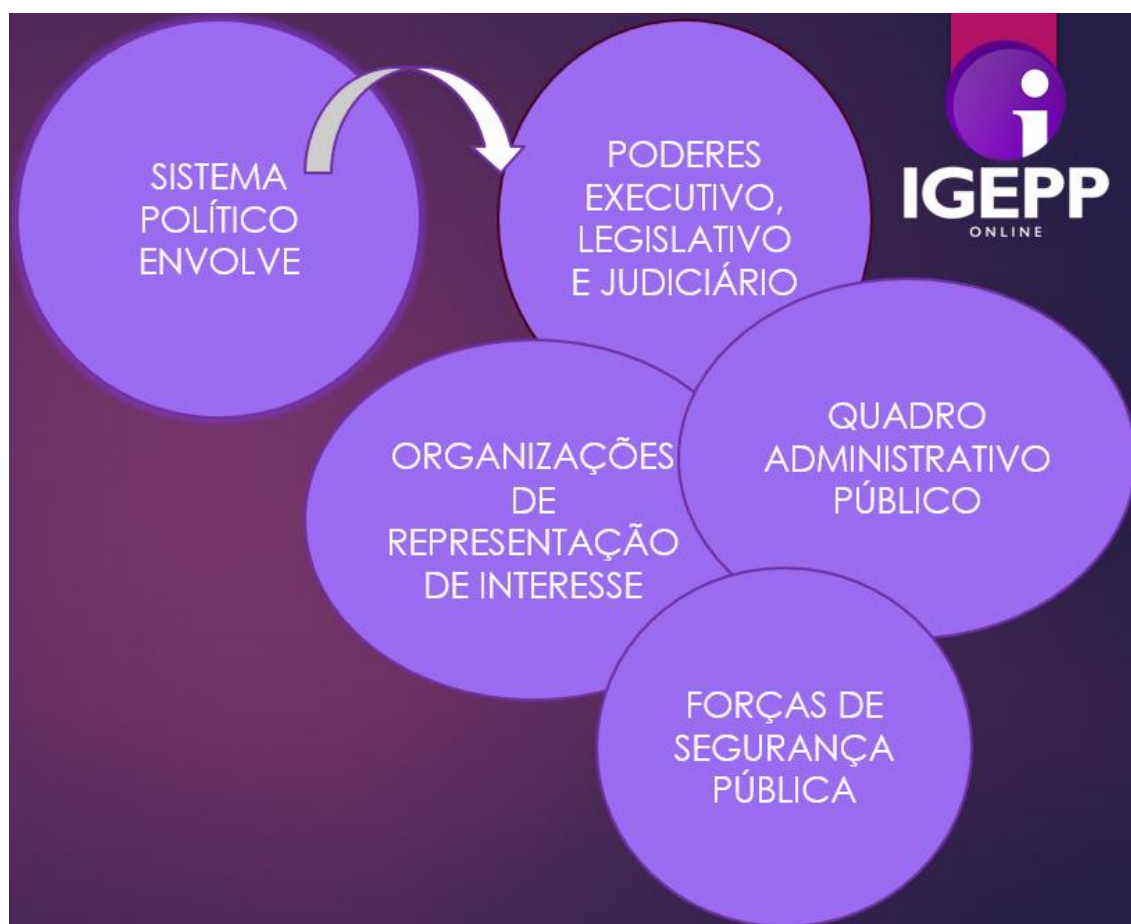 SISTEMA
POLÍTICO
ENVOLVE
PODERES
EXECUTIVO,
LEGISLATIVO
E JUDICIÁRIO
i
IGEPP
ONLINE
ORGANIZAÇÕES
DE
REPRESENTAÇÃO
DE INTERESSE
QUADRO
ADMINISTRATIVO
PÚBLICO
FORÇAS DE
SEGURANÇA
PÚBLICA